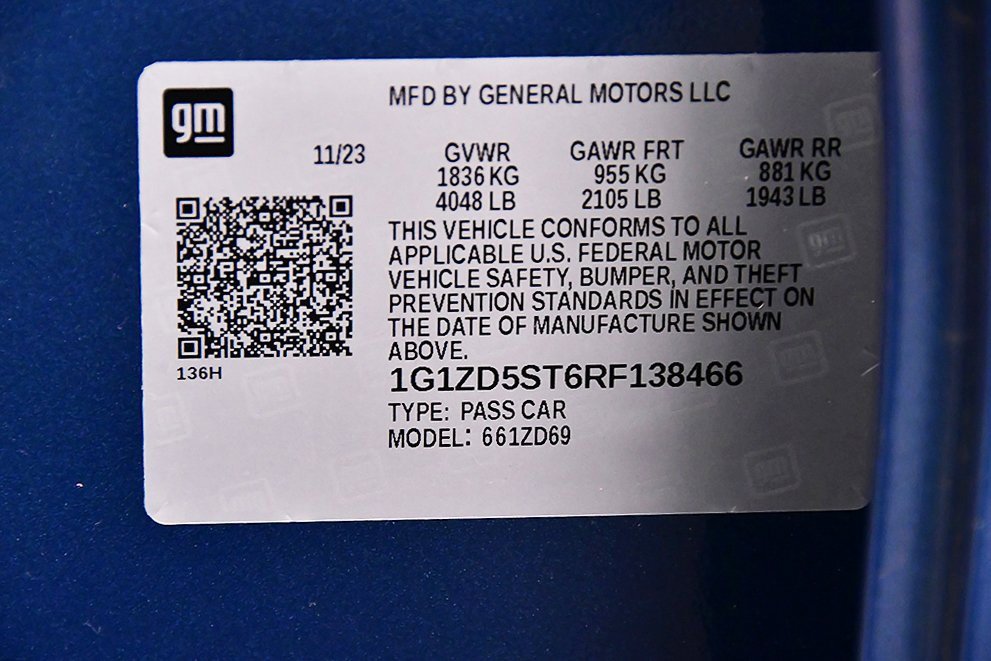 gm
MFD BY GENERAL MOTORS LLC
11/23
GVWR GAWR FRT GAWR RR
1836 KG 955 KG 881 KG
4048 LB 2105 LB 1943 LB
THIS VEHICLE CONFORMS TO ALL
APPLICABLE U.S. FEDERAL MOTOR
VEHICLE SAFETY, BUMPER, AND THEFT
PREVENTION STANDARDS IN EFFECT ON
THE DATE OF MANUFACTURE SHOWN
ABOVE.
136H
1G1ZD5ST6RF138466
TYPE: PASS CAR
MODEL: 661ZD69